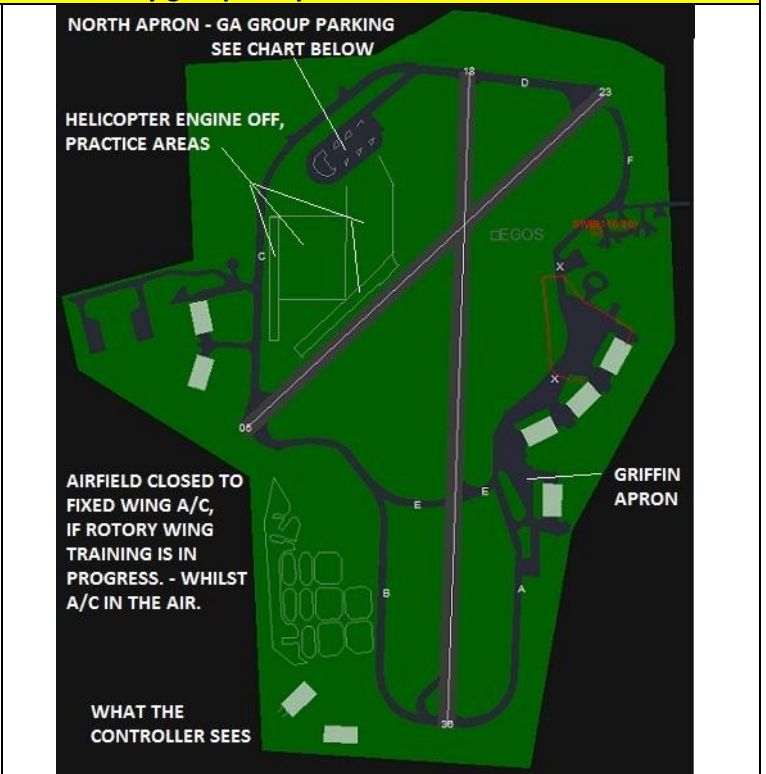 NORTH APRON - GA GROUP PARKING
SEE CHART BELOW
18
D
23
HELICOPTER ENGINE OFF,
PRACTICE AREAS
F
EGOS
C
X
X
05
AIRFIELD CLOSED TO
FIXED WING A/C,
IF ROTORY WING
TRAINING IS IN
PROGRESS. - WHILST
A/C IN THE AIR.
GRIFFIN
APRON
E
E
B
A
WHAT THE
CONTROLLER SEES
36